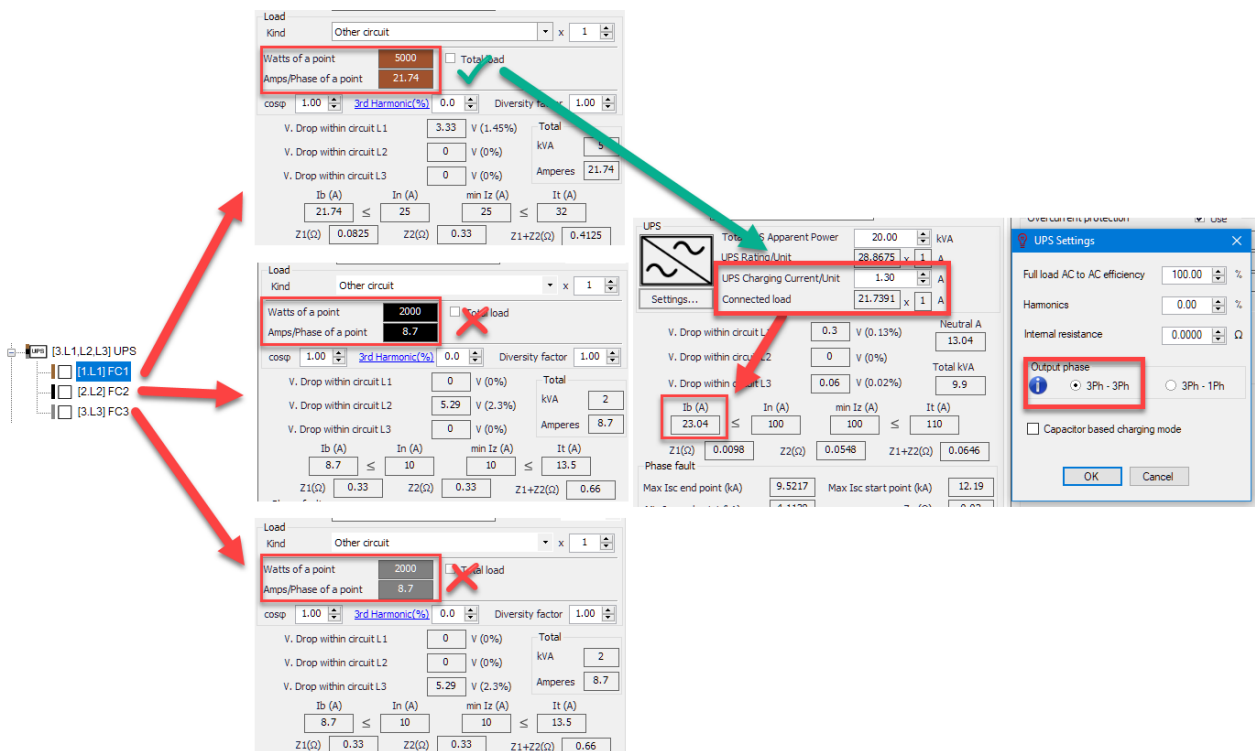 Load
Kind Other circuit x 1
Watts of a point 5000 Total load
Amps/Phase of a point 21.74
cosφ 1.00 3rd Harmonic(%) 0.0 Diversity factor 1.00
V. Drop within circuit L1 3.33 V (1.45%) Total
V. Drop within circuit L2 0 V (0%) kVA 5
V. Drop within circuit L3 0 V (0%) Amperes 21.74
Ib (A) In (A) min Iz (A) It (A)
21.74 ≤ 25 25 ≤ 32
Z1(Ω) 0.0825 Z2(Ω) 0.33 Z1+Z2(Ω) 0.4125
Load
Kind Other circuit x 1
Watts of a point 2000 Total load
Amps/Phase of a point 8.7
cosφ 1.00 3rd Harmonic(%) 0.0 Diversity factor 1.00
V. Drop within circuit L1 0 V (0%) Total
V. Drop within circuit L2 5.29 V (2.3%) kVA 2
V. Drop within circuit L3 0 V (0%) Amperes 8.7
Ib (A) In (A) min Iz (A) It (A)
8.7 ≤ 10 10 ≤ 13.5
Z1(Ω) 0.33 Z2(Ω) 0.33 Z1+Z2(Ω) 0.66
Load
Kind Other circuit x 1
Watts of a point 2000 Total load
Amps/Phase of a point 8.7
cosφ 1.00 3rd Harmonic(%) 0.0 Diversity factor 1.00
V. Drop within circuit L1 0 V (0%) Total
V. Drop within circuit L2 0 V (0%) kVA 2
V. Drop within circuit L3 5.29 V (2.3%) Amperes 8.7
Ib (A) In (A) min Iz (A) It (A)
8.7 ≤ 10 10 ≤ 13.5
Z1(Ω) 0.33 Z2(Ω) 0.33 Z1+Z2(Ω) 0.66
UPS [3.L1,L2,L3] UPS
[1.L1] FC1
[2.L2] FC2
[3.L3] FC3
UPS
Apparent Power 20.00 kVA
UPS Rating/Unit 28.8675 x 1 A
UPS Charging Current/Unit 1.30 A
Settings... Connected load 21.7391 x 1 A
V. Drop within circuit L1 0.3 V (0.13%) Neutral A
13.04
V. Drop within circuit L2 0 V (0%)
Total kVA
V. Drop within circuit L3 0.06 V (0.02%) 9.9
Ib (A) In (A) min Iz (A) It (A)
23.04 ≤ 100 100 ≤ 110
Z1(Ω) 0.0098 Z2(Ω) 0.0548 Z1+Z2(Ω) 0.0646
Phase fault
Max Isc end point (kA) 9.5217 Max Isc start point (kA) 12.19
Overcurrent protection Use
UPS Settings
Full load AC to AC efficiency 100.00 %
Hamonics 0.00 %
Internal resistance 0.0000 Ω
Output phase
3Ph - 3Ph 3Ph - 1Ph
Capacitor based charging mode
OK Cancel